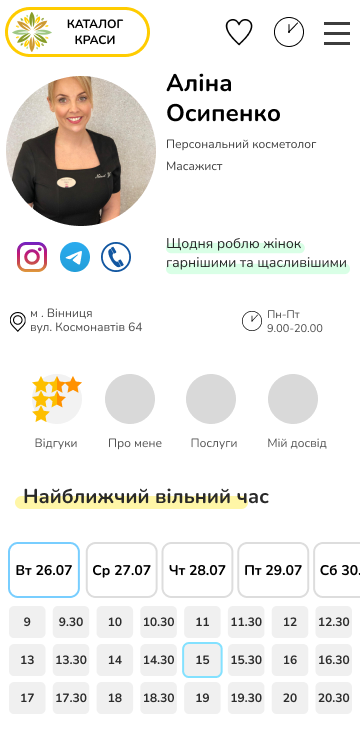 КАТАЛОГ
КРАСИ
Аліна
Осипенко
Персональний косметолог
Масажист
Щодня роблю жінок
гарнішими та щасливішими
м . Вінниця
вул. Космонавтів 64
Пн-Пт
9.00-20.00
Відгуки Про мене Послуги Мій досвід
Найближчий вільний час
Вт 26.07 Ср 27.07 Чт 28.07 Пт 29.07 Сб 30.
9 9.30 10 10.30 11 11.30 12 12.30
13 13.30 14 14.30 15 15.30 16 16.30
17 17.30 18 18.30 19 19.30 20 20.30